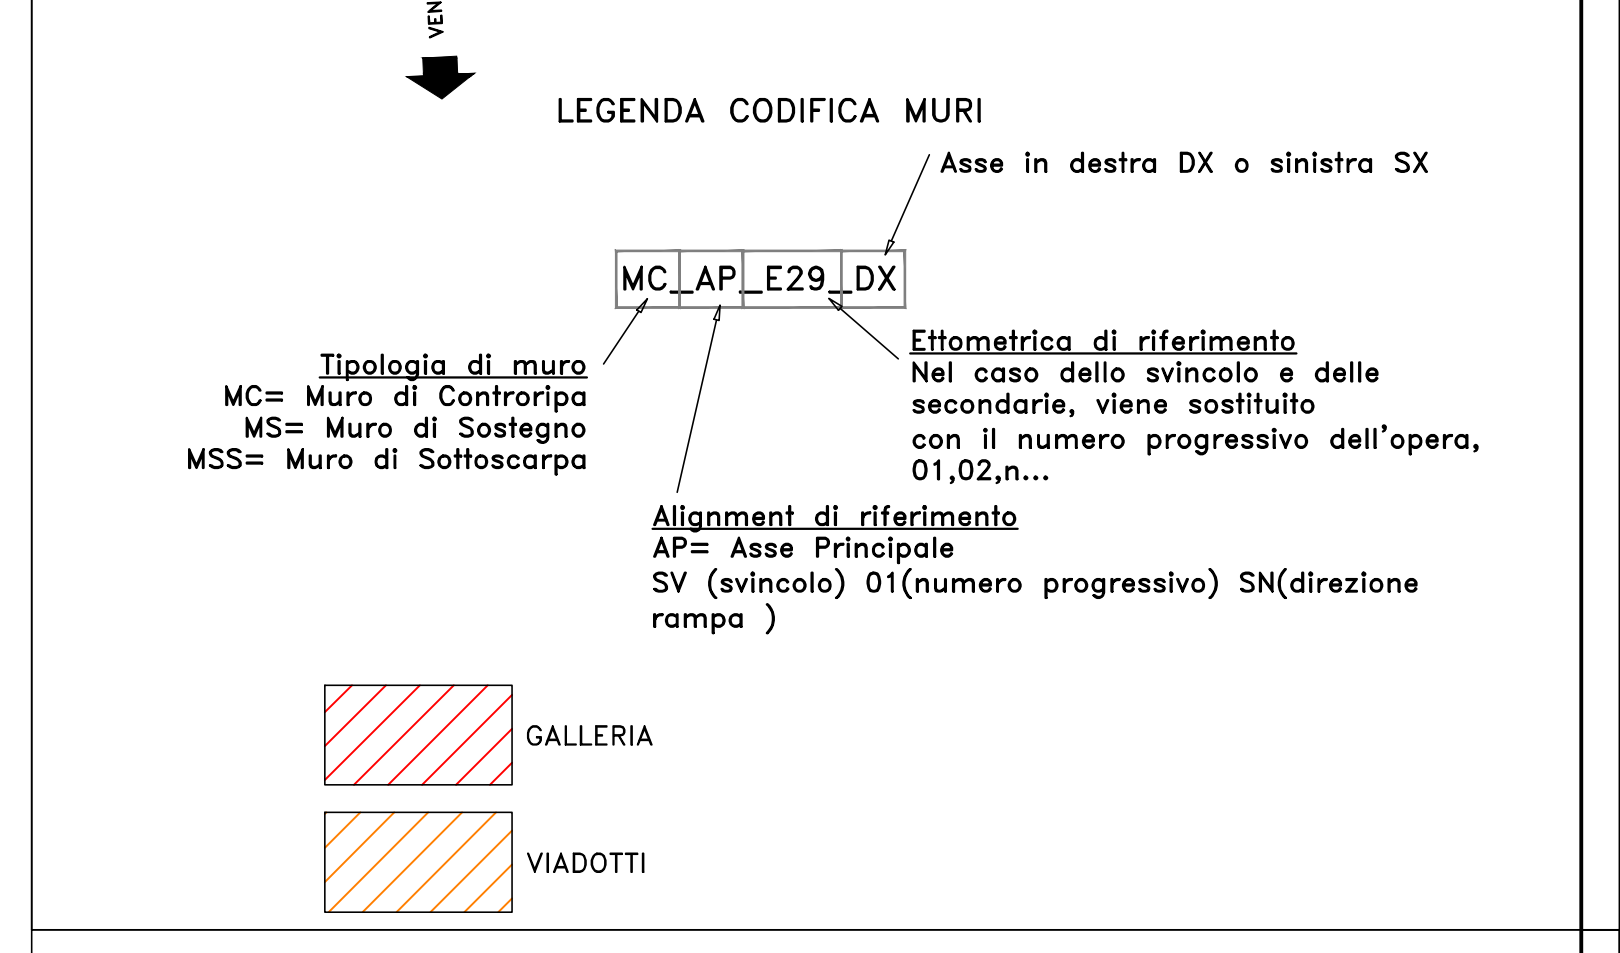 VEN
LEGENDA CODIFICA MURI
Asse in destra DX o sinistra SX
MC_AP_E29_DX
Tipologia di muro
MC= Muro di Controripa
MS= Muro di Sostegno
MSS= Muro di Sottoscarpa
Ettometrica di riferimento
Nel caso dello svincolo e delle
secondarie, viene sostituito
con il numero progressivo dell'opera,
01,02,n...
Alignment di riferimento
AP= Asse Principale
SV (svincolo) 01(numero progressivo) SN(direzione
rampa )
GALLERIA
VIADOTTI